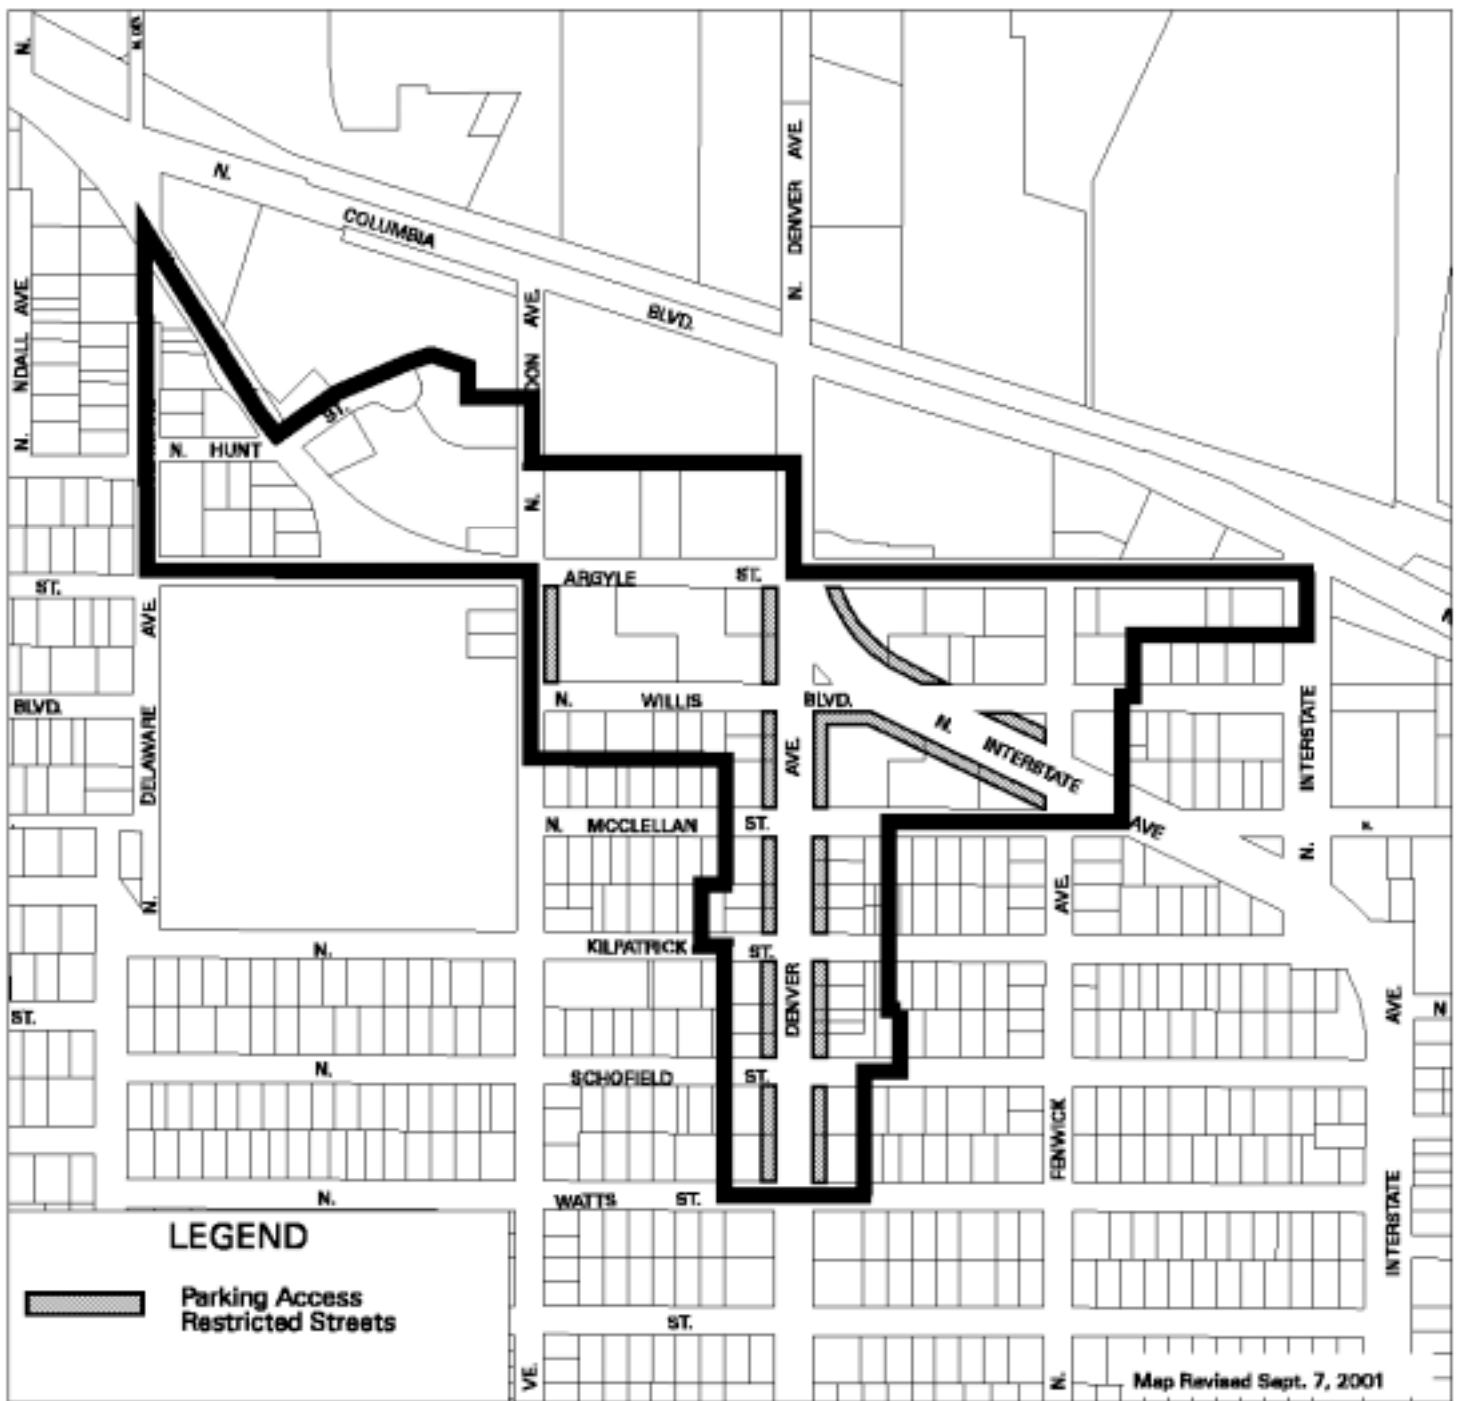 N.
N.
COLUMBIA
BLVD.
N. DENVER AVE.
N. NDALL AVE.
DON AVE.
N.
ST.
N. HUNT
ARGYLE ST.
ST.
BLVD.
N. DELAWARE AVE.
N. WILLIS BLVD.
N. INTERSTATE AVE
N. INTERSTATE
AVE.
DENVER
N. MCCLELLAN ST.
N.
KILPATRICK ST.
N.
ST.
N.
SCHOFIELD ST.
N.
WATTS ST.
AVE.
FENWICK
N.
AVE.
INTERSTATE
N
ST.
VE.
LEGEND
Parking Access
Restricted Streets
Map Revised Sept. 7, 2001